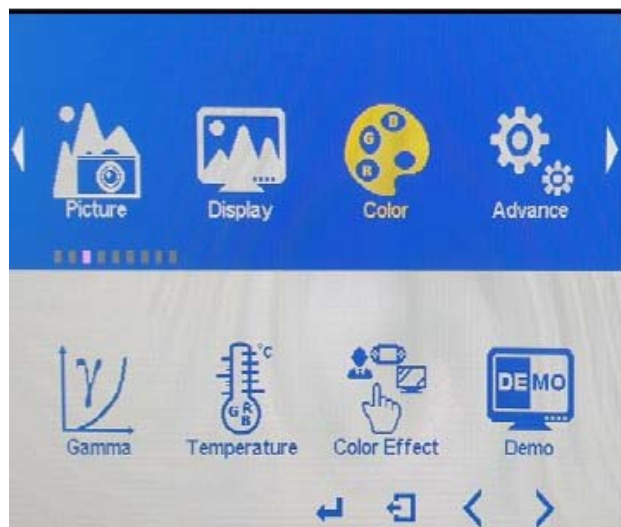 G B
R
Picture Display Color Advance
γ
°C
G R
B
DEMO
Gamma Temperature Color Effect Demo